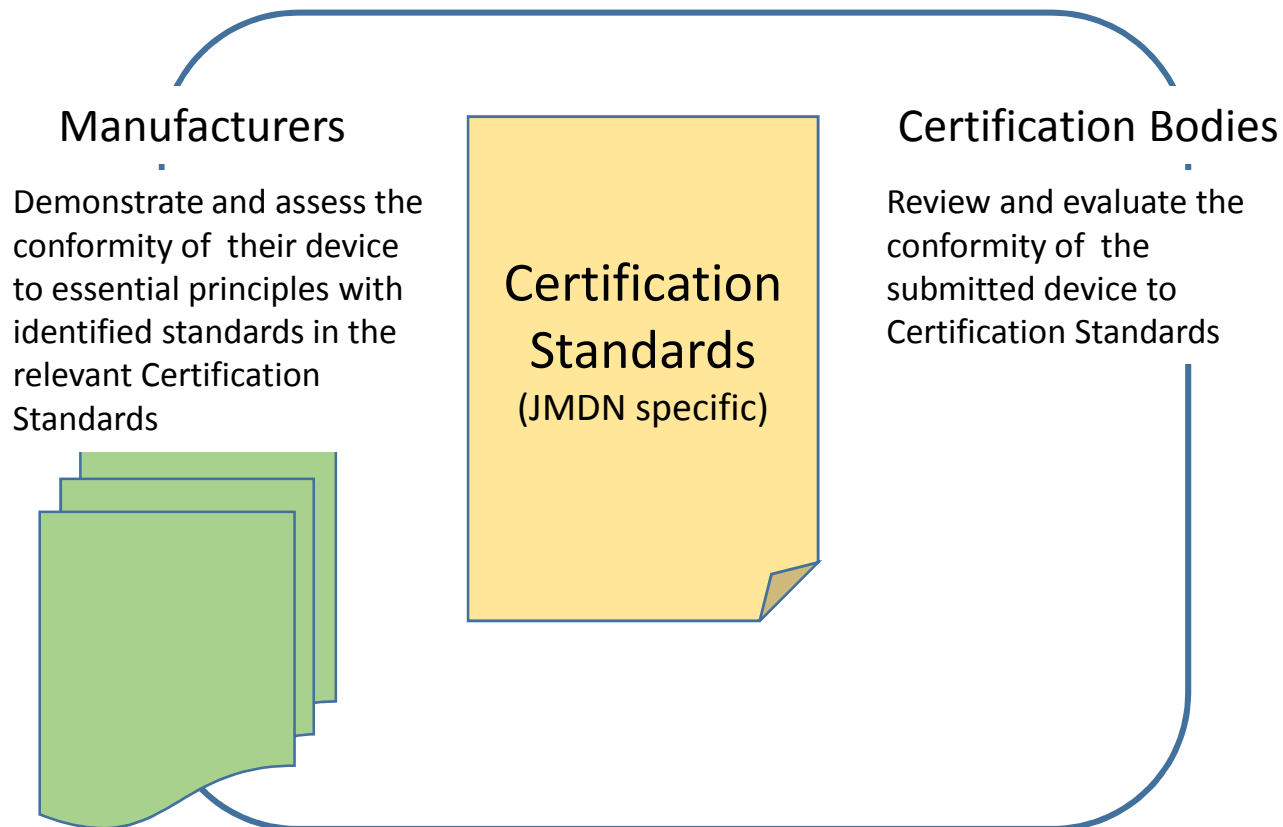 Manufacturers
Demonstrate and assess the
conformity of  their device
to essential principles with
identified standards in the
relevant Certification
Standards
Certification
Standards
(JMDN specific)
Certification Bodies
Review and evaluate the
conformity of  the
submitted device to
Certification Standards